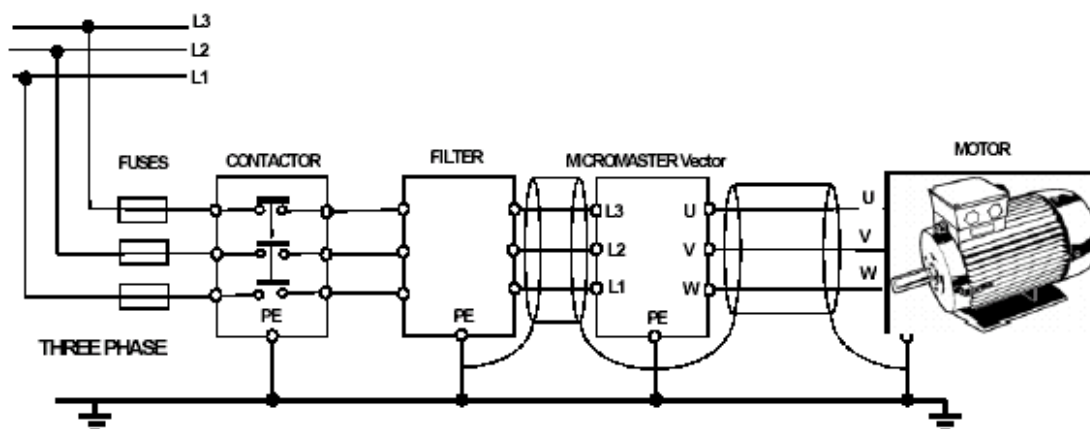 L3
L2
L1
FUSES
CONTACTOR
FILTER
MICROMASTER Vector
MOTOR
L3
U
U
L2
V
V
L1
W
W
PE
PE
PE
THREE PHASE